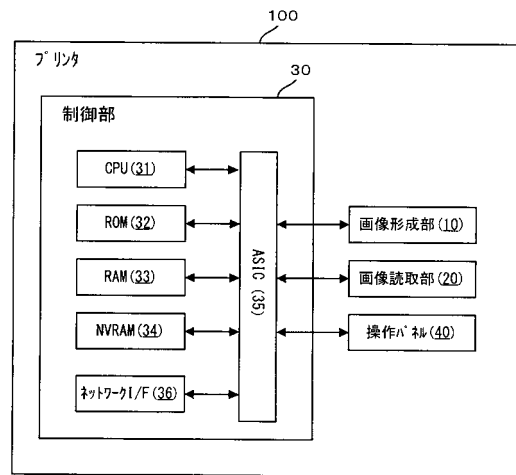 100
プリンタ
30
制御部
CPU(31)
ROM(32)
RAM(33)
NVRAM(34)
ネットワークI/F(36)
ASIC(35)
画像形成部(10)
画像読取部(20)
操作パネル(40)